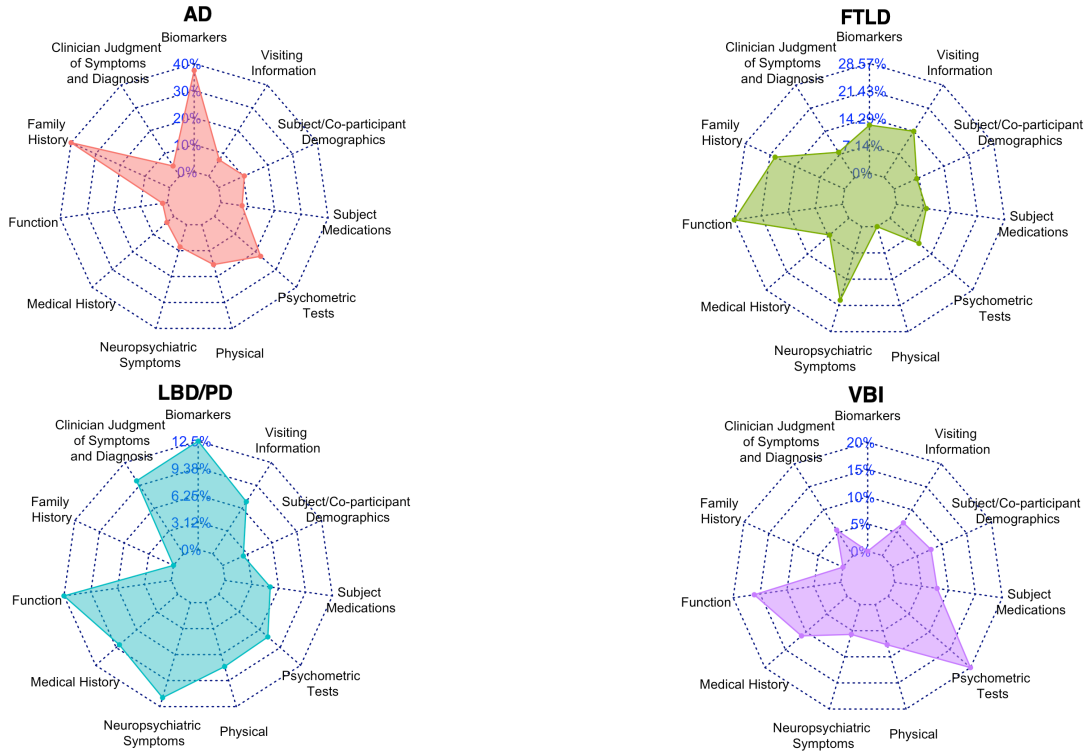 AD
Biomarkers
Clinician Judgment
of Symptoms
and Diagnosis
Visiting
Information
40%
30%
20%
10%
0%
Family
History
Subject/Co-participant
Demographics
Function
Subject
Medications
Medical History
Psychometric
Tests
Neuropsychiatric
Symptoms
Physical
FTLD
Biomarkers
Clinician Judgment
of Symptoms
and Diagnosis
Visiting
Information
28.57%
21.43%
14.29%
7.14%
0%
Family
History
Subject/Co-participant
Demographics
Function
Subject
Medications
Medical History
Psychometric
Tests
Neuropsychiatric
Symptoms
Physical
LBD/PD
Biomarkers
Clinician Judgment
of Symptoms
and Diagnosis
Visiting
Information
12.5%
9.38%
6.25%
3.12%
0%
Family
History
Subject/Co-participant
Demographics
Function
Subject
Medications
Medical History
Psychometric
Tests
Neuropsychiatric
Symptoms
Physical
VBI
Biomarkers
Clinician Judgment
of Symptoms
and Diagnosis
Visiting
Information
20%
15%
10%
5%
0%
Family
History
Subject/Co-participant
Demographics
Function
Subject
Medications
Medical History
Psychometric
Tests
Neuropsychiatric
Symptoms
Physical